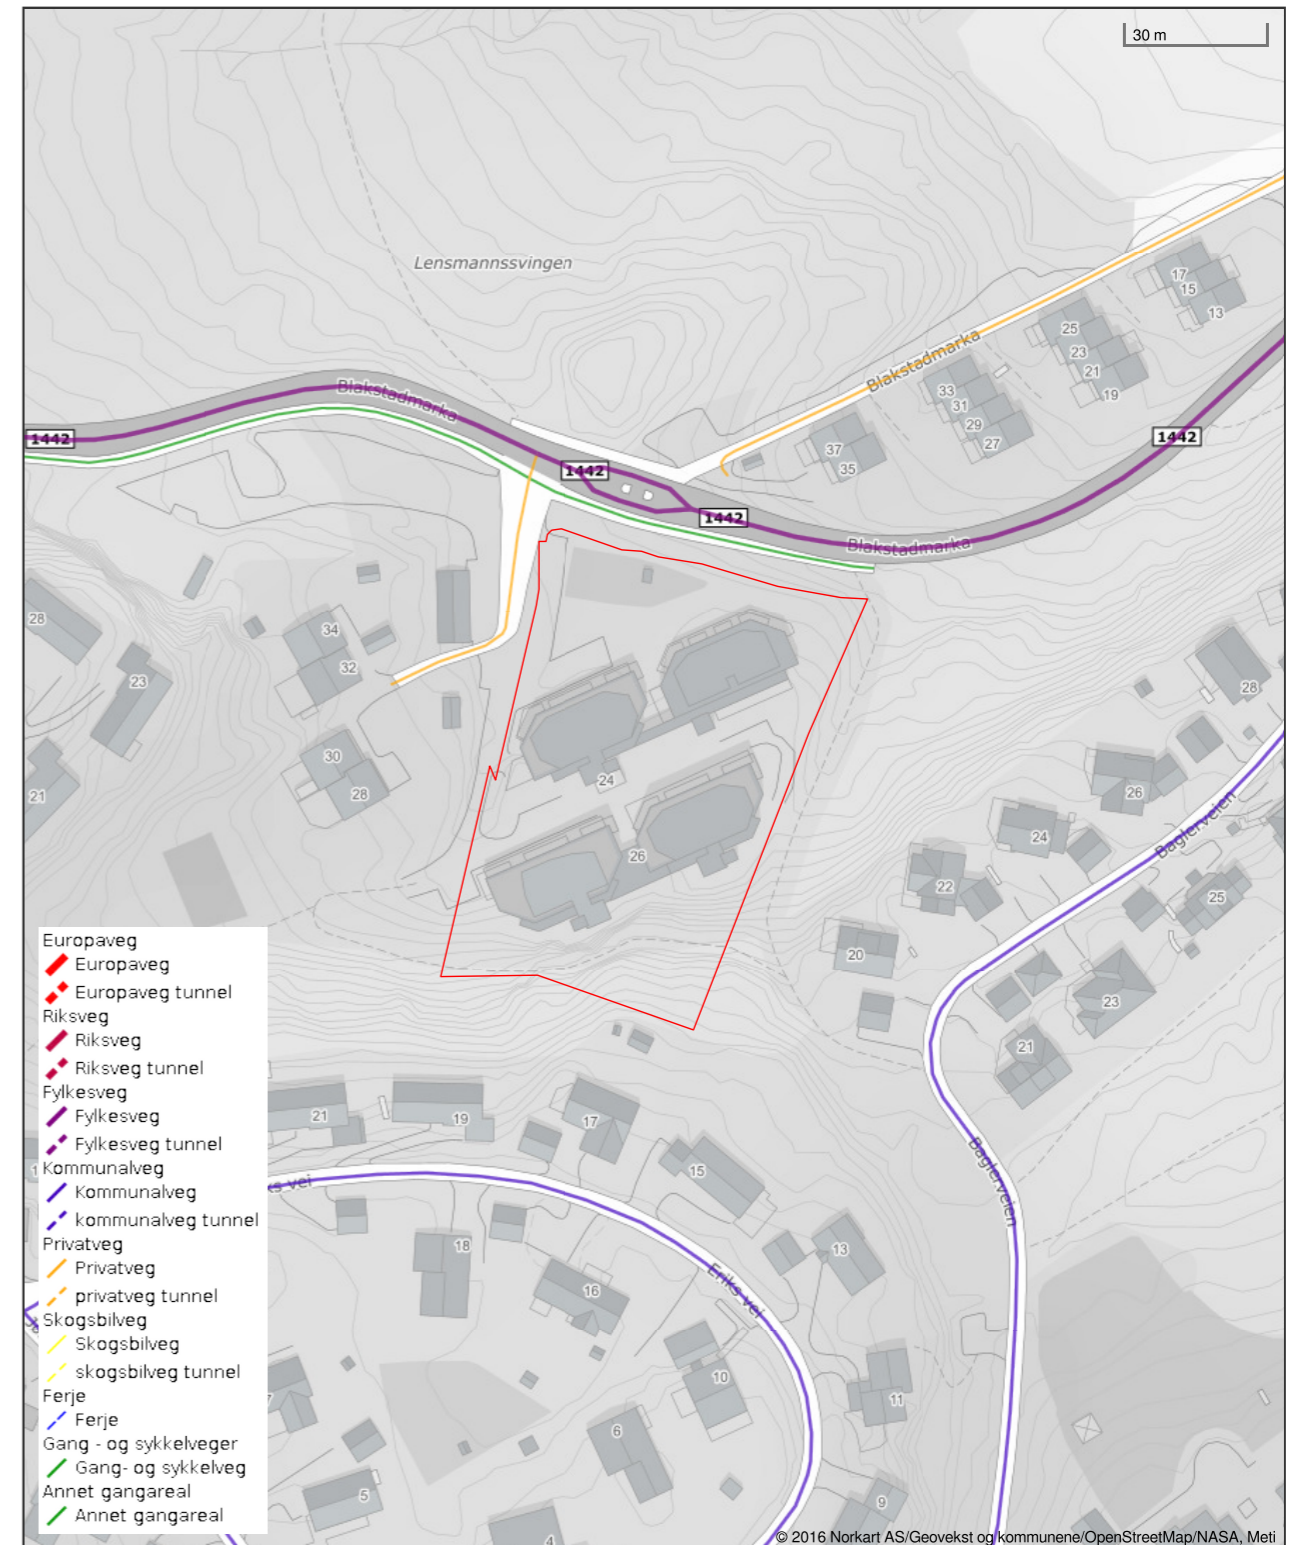 30 m
Lensmannssvingen
17
15
13
25
23
21
19
Blakstadmarka
33
31
29
27
37
35
Blakstadmarka
1442
1442
1442
1442
Blakstadmarka
28
34
32
23
30
28
21
24
26
28
26
24
22
20
25
23
21
Baglerveien
Baglerveien
21
19
17
15
13
18
16
10
11
6
5
9
4
Eriks vei
ks vei
Europaveg
Europaveg
Europaveg tunnel
Riksveg
Riksveg
Riksveg tunnel
Fylkesveg
Fylkesveg
Fylkesveg tunnel
Kommunalveg
Kommunalveg
kommunalveg tunnel
Privatveg
Privatveg
privatveg tunnel
Skogsbilveg
Skogsbilveg
skogsbilveg tunnel
Ferje
Ferje
Gang - og sykkelveger
Gang- og sykkelveg
Annet gangareal
Annet gangareal
© 2016 Norkart AS/Geovekst og kommunene/OpenStreetMap/NASA, Meti